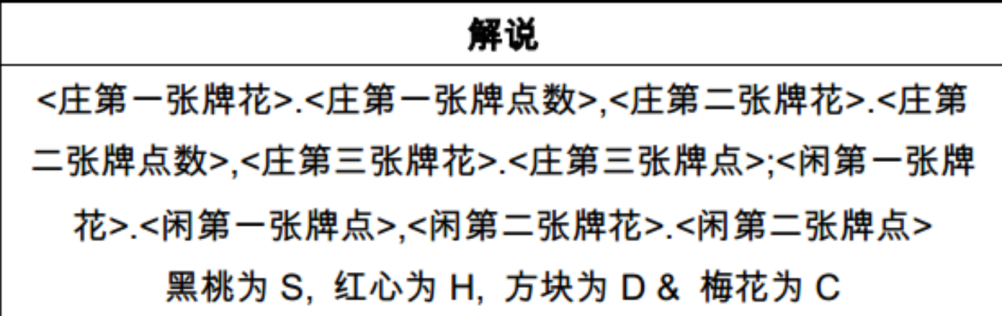 解说
<庄第一张牌花>.<庄第一张牌点数>,<庄第二张牌花>.<庄第
二张牌点数>,<庄第三张牌花>.<庄第三张牌点>;<闲第一张牌
花>.<闲第一张牌点>,<闲第二张牌花>.<闲第二张牌点>
黑桃为 S, 红心为 H, 方块为 D & 梅花为 C